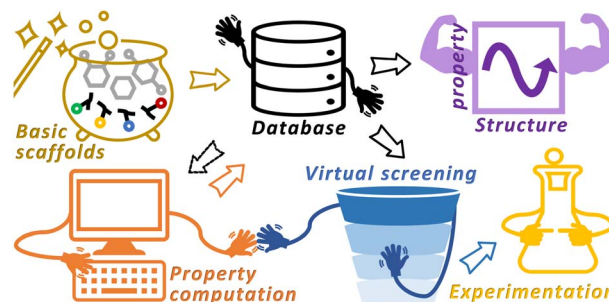 Basic
scaffolds
Database
property
Structure
Virtual screening
Property
computation
Experimentation